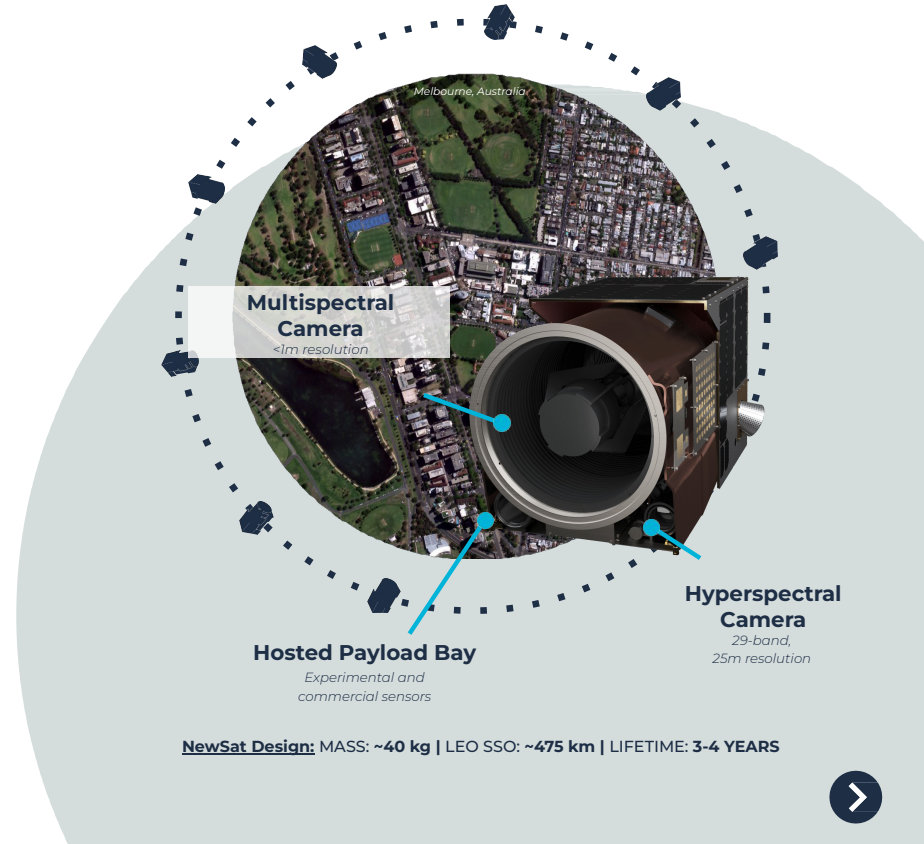 Melbourne, Australia
Multispectral
Camera
<1m resolution
Hyperspectral
Camera
29-band,
25m resolution
Hosted Payload Bay
Experimental and
commercial sensors
NewSat Design: MASS: ~40 kg | LEO SSO: ~475 km | LIFETIME: 3-4 YEARS